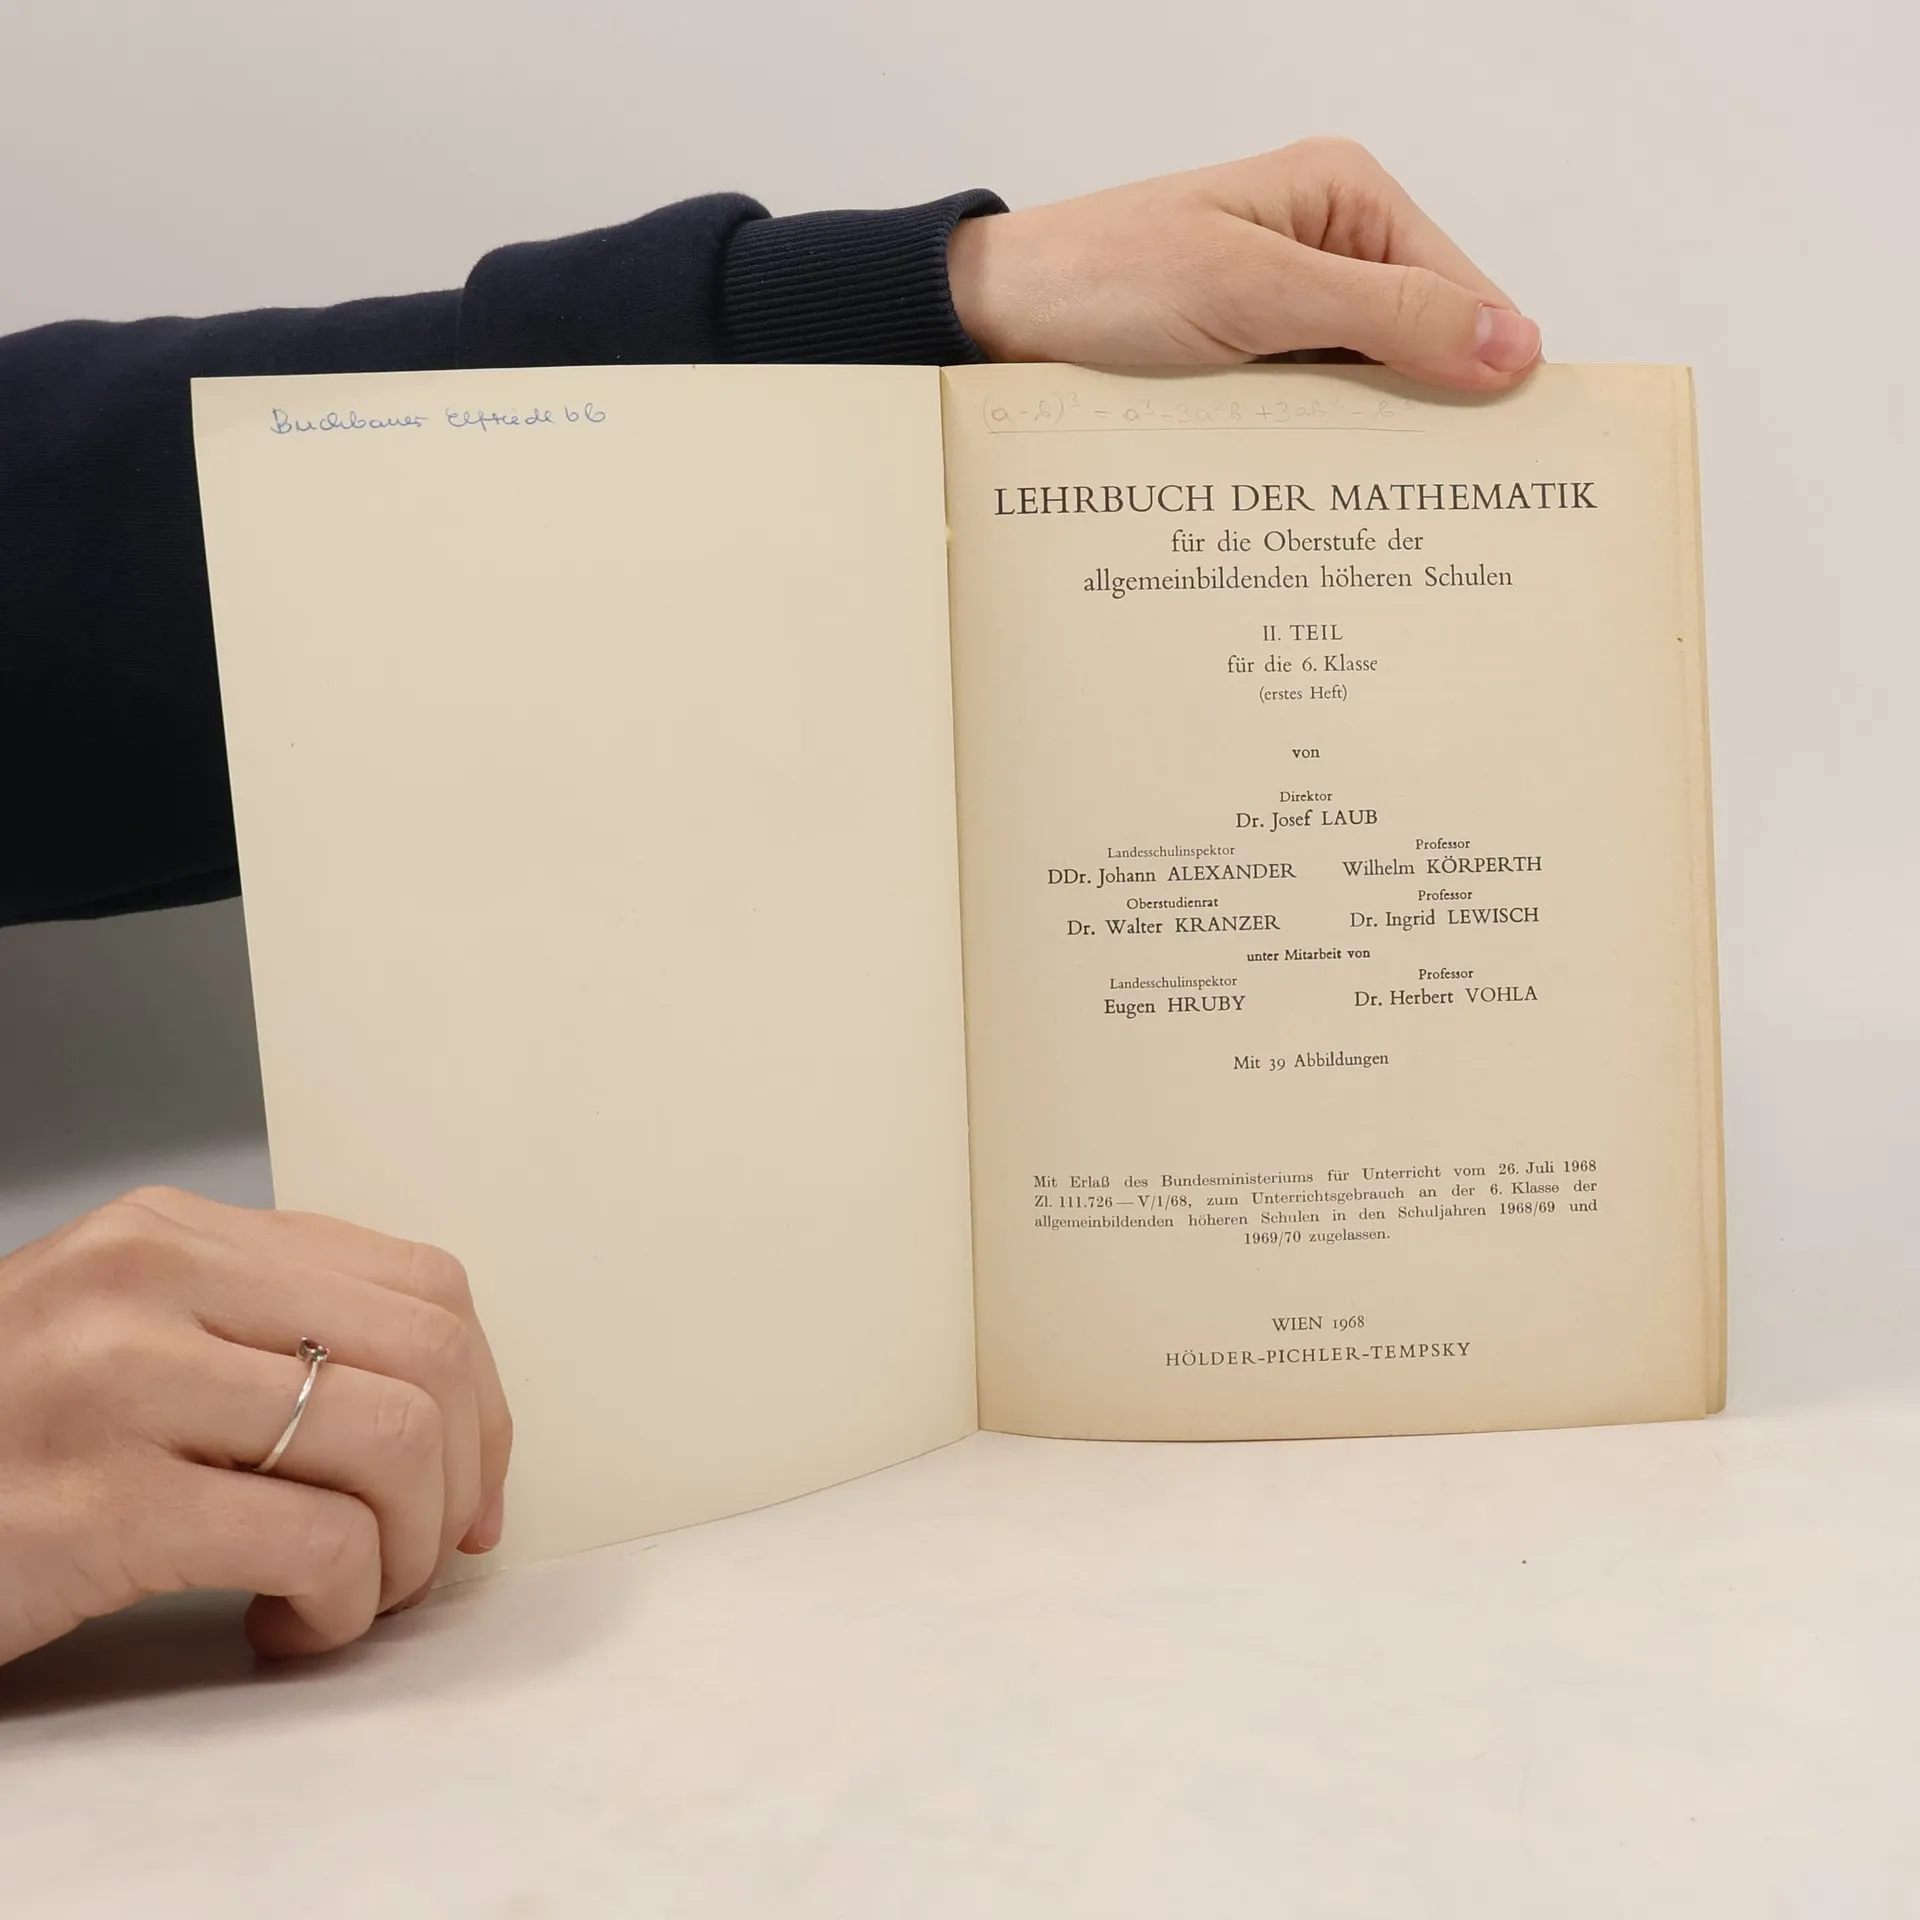 Buchbauer Elfriede 6b
(a-b)³ = a³-3a²b+3ab²-b³
LEHRBUCH DER MATHEMATIK
für die Oberstufe der
allgemeinbildenden höheren Schulen
II. TEIL
für die 6. Klasse
(erstes Heft)
von
Direktor
Dr. Josef LAUB
Landesschulinspektor
DDr. Johann ALEXANDER
Professor
Wilhelm KÖRPERTH
Oberstudienrat
Dr. Walter KRANZER
Professor
Dr. Ingrid LEWISCH
unter Mitarbeit von
Landesschulinspektor
Eugen HRUBY
Professor
Dr. Herbert VOHLA
Mit 39 Abbildungen
Mit Erlaß des Bundesministeriums für Unterricht vom 26. Juli 1968
Zl. 111.726—V/1/68, zum Unterrichtsgebrauch an der 6. Klasse der
allgemeinbildenden höheren Schulen in den Schuljahren 1968/69 und
1969/70 zugelassen.
WIEN 1968
HÖLDER-PICHLER-TEMPSKY